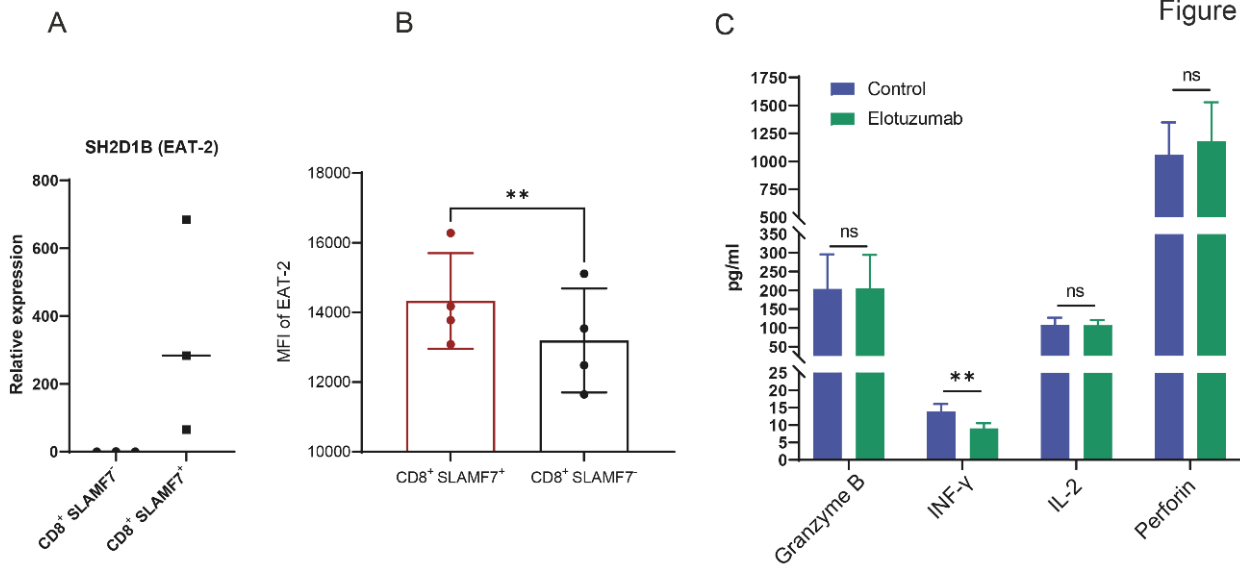 Figure
A
SH2D1B (EAT-2)
Relative expression
800
600
400
200
0
CD8⁺ SLAMF7⁻
CD8⁺ SLAMF7⁺
B
MFI of EAT-2
18000
16000
14000
12000
10000
**
CD8⁺ SLAMF7⁺
CD8⁺ SLAMF7⁻
C
pg/ml
1750
1500
1250
1000
750
500
350
300
250
200
150
100
50
25
20
15
10
5
0
Control
Elotuzumab
ns
**
ns
ns
Granzyme B
INF-γ
IL-2
Perforin